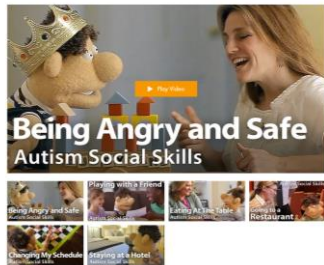 Play Video
Being Angry and Safe
Autism Social Skills
Being Angry and Safe
Autism Social Skills
Playing with a Friend
Autism Social Skills
Eating At The Table
Autism Social Skills
Autism Social Skills
Going to a
Restaurant
Changing My Schedule
Autism Social Skills
Staying at a Hotel
Autism Social Skills